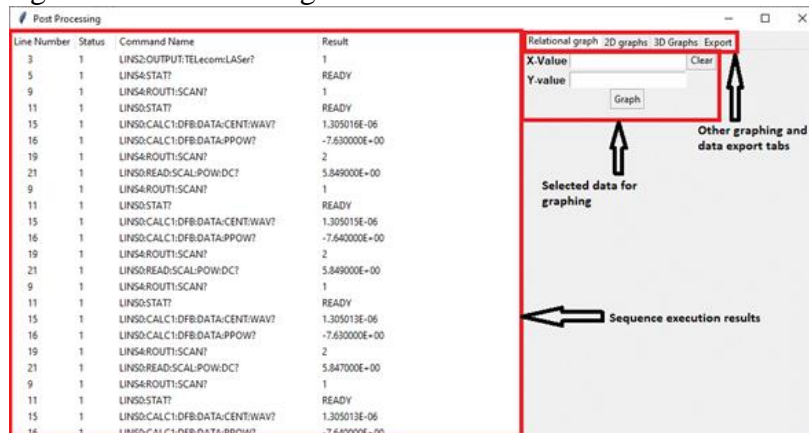 Post Processing
Line Number Status Command Name Result
3 1 LINS2:OUTPUT:TELecom:LASer? 1
5 1 LINS4:STAT? READY
9 1 LINS4:ROUT1:SCAN? 1
11 1 LINS0:STAT? READY
15 1 LINS0:CALC1:DFB:DATA:CENT:WAV? 1.305016E-06
16 1 LINS0:CALC1:DFB:DATA:PPOW? -7.630000E+00
19 1 LINS4:ROUT1:SCAN? 2
21 1 LINS0:READ:SCAL:POW:DC? 5.849000E+00
9 1 LINS4:ROUT1:SCAN? 1
11 1 LINS0:STAT? READY
15 1 LINS0:CALC1:DFB:DATA:CENT:WAV? 1.305015E-06
16 1 LINS0:CALC1:DFB:DATA:PPOW? -7.640000E+00
19 1 LINS4:ROUT1:SCAN? 2
21 1 LINS0:READ:SCAL:POW:DC? 5.849000E+00
9 1 LINS4:ROUT1:SCAN? 1
11 1 LINS0:STAT? READY
15 1 LINS0:CALC1:DFB:DATA:CENT:WAV? 1.305013E-06
16 1 LINS0:CALC1:DFB:DATA:PPOW? -7.630000E+00
19 1 LINS4:ROUT1:SCAN? 2
21 1 LINS0:READ:SCAL:POW:DC? 5.847000E+00
9 1 LINS4:ROUT1:SCAN? 1
11 1 LINS0:STAT? READY
15 1 LINS0:CALC1:DFB:DATA:CENT:WAV? 1.305013E-06
16 1 LINS0:CALC1:DFB:DATA:PPOW? -7.640000E+00
Relational graph 2D graphs 3D Graphs Export
X-Value Clear
Y-value
Graph
Other graphing and
data export tabs
Selected data for
graphing
Sequence execution results